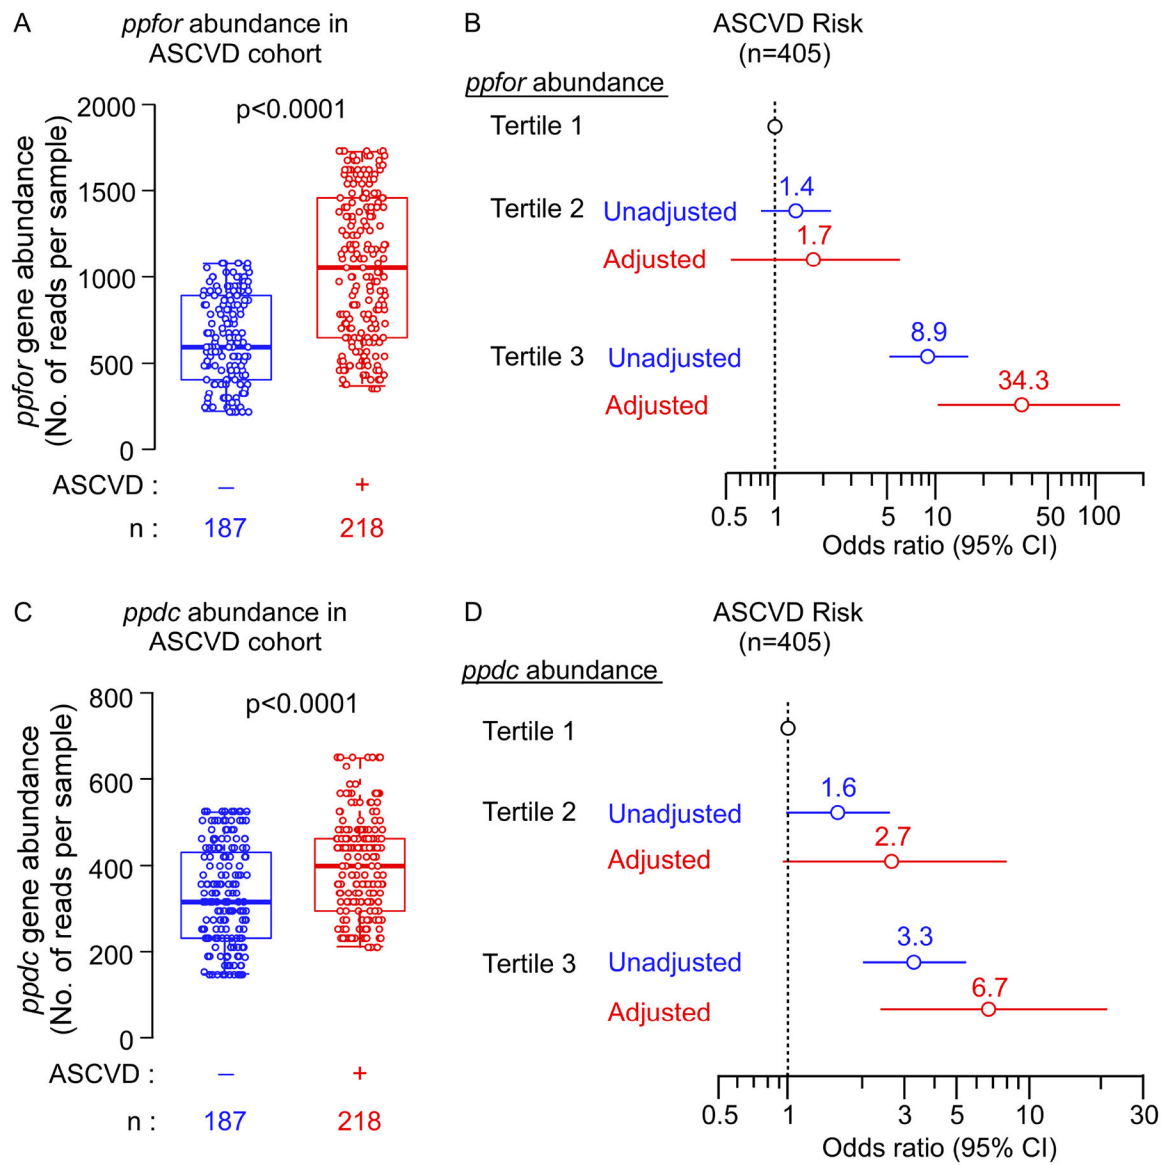 A
ppfor abundance in
ASCVD cohort
p<0.0001
ppfor gene abundance
(No. of reads per sample)
2000
1500
1000
500
0
ASCVD : – +
n : 187 218
B
ASCVD Risk
(n=405)
ppfor abundance
Tertile 1
1.4
Tertile 2 Unadjusted
1.7
Adjusted
8.9
Tertile 3 Unadjusted
34.3
Adjusted
0.5 1 5 10 50 100
Odds ratio (95% CI)
C
ppdc abundance in
ASCVD cohort
p<0.0001
ppdc gene abundance
(No. of reads per sample)
800
600
400
200
0
ASCVD : – +
n : 187 218
D
ASCVD Risk
(n=405)
ppdc abundance
Tertile 1
1.6
Tertile 2 Unadjusted
2.7
Adjusted
3.3
Tertile 3 Unadjusted
6.7
Adjusted
0.5 1 3 5 10 30
Odds ratio (95% CI)